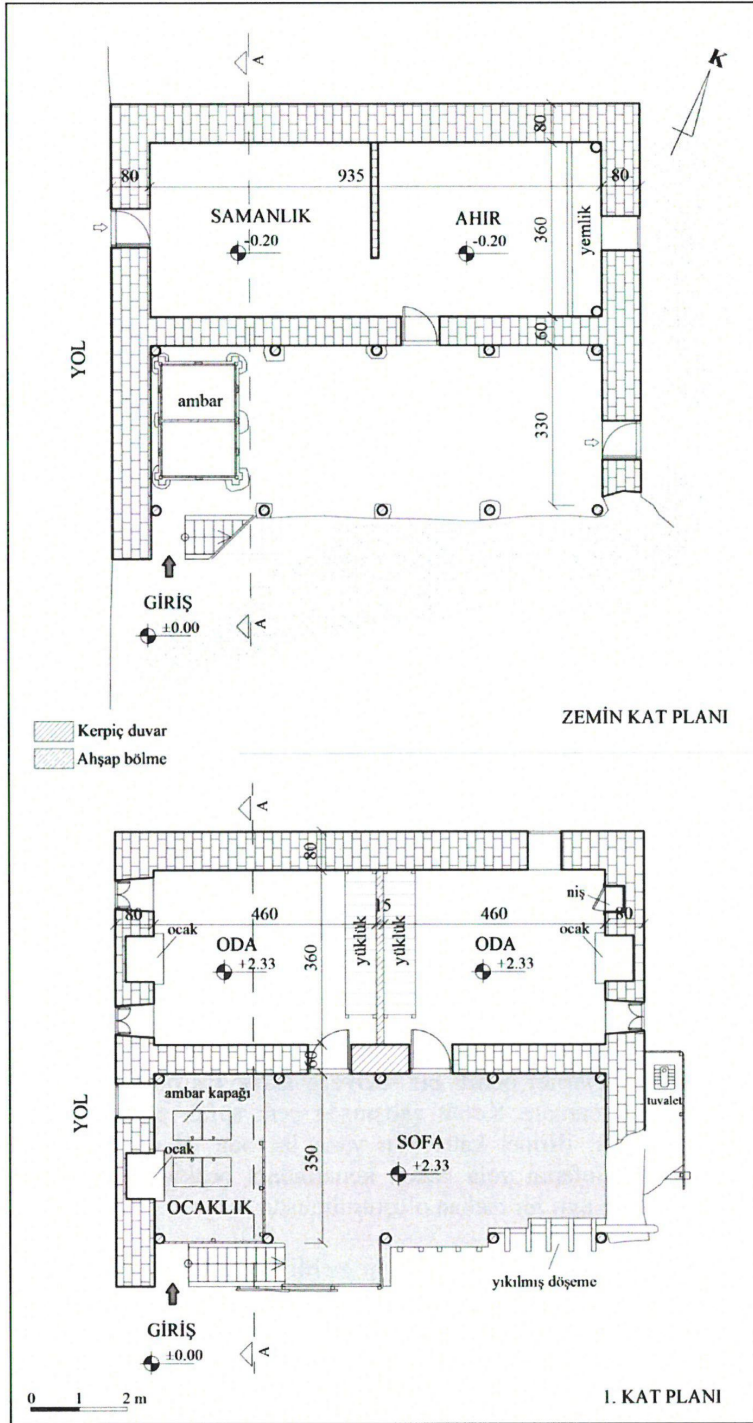 A
K
80
80
935
80
SAMANLIK
AHIR
-0.20
-0.20
360
yemlik
60
YOL
ambar
330
GİRİŞ
±0.00
A
ZEMİN KAT PLANI
Kerpiç duvar
Ahşap bölme
A
80
niş
80
460
15
460
80
ocak
ocak
ODA
ODA
+2.33
+2.33
360
yüklük
yüklük
60
ambar kapağı
tuvalet
YOL
ocak
350
SOFA
+2.33
OCAKLIK
yıkılmış döşeme
GİRİŞ
±0.00
A
0 1 2 m
1. KAT PLANI